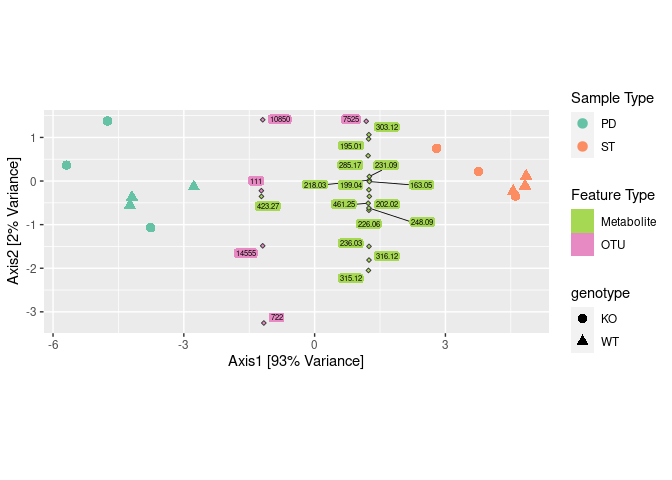 10850
7525
303.12
195.01
285.17
231.09
111
218.03
199.04
163.05
423.27
461.25
202.02
226.06
248.09
14555
236.03
316.12
315.12
722
1
0
-1
-2
-3
-6
-3
0
3
Axis1 [93% Variance]
Axis2 [2% Variance]
Sample Type
PD
ST
Feature Type
Metabolite
OTU
genotype
KO
WT